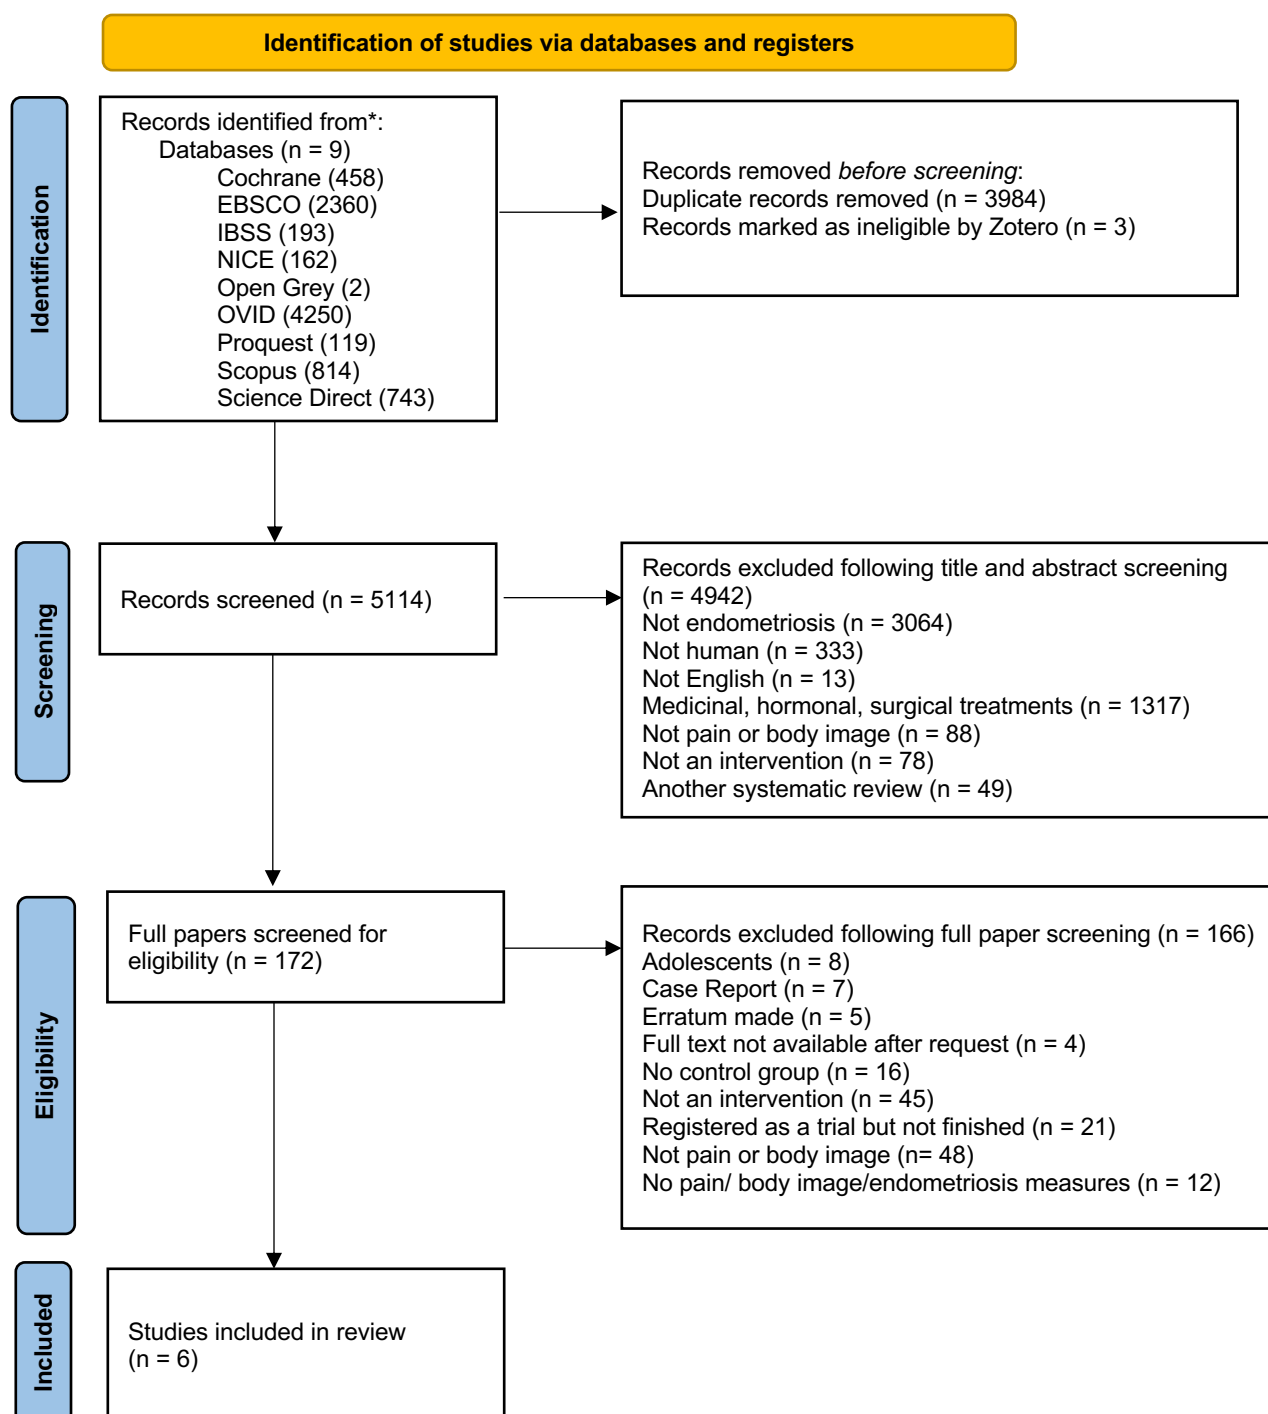 Identification of studies via databases and registers
Identification
Records identified from*:
Databases (n = 9)
Cochrane (458)
EBSCO (2360)
IBSS (193)
NICE (162)
Open Grey (2)
OVID (4250)
Proquest (119)
Scopus (814)
Science Direct (743)
Records removed before screening:
Duplicate records removed (n = 3984)
Records marked as ineligible by Zotero (n = 3)
Screening
Records screened (n = 5114)
Records excluded following title and abstract screening
(n = 4942)
Not endometriosis (n = 3064)
Not human (n = 333)
Not English (n = 13)
Medicinal, hormonal, surgical treatments (n = 1317)
Not pain or body image (n = 88)
Not an intervention (n = 78)
Another systematic review (n = 49)
Eligibility
Full papers screened for
eligibility (n = 172)
Records excluded following full paper screening (n = 166)
Adolescents (n = 8)
Case Report (n = 7)
Erratum made (n = 5)
Full text not available after request (n = 4)
No control group (n = 16)
Not an intervention (n = 45)
Registered as a trial but not finished (n = 21)
Not pain or body image (n= 48)
No pain/ body image/endometriosis measures (n = 12)
Included
Studies included in review
(n = 6)